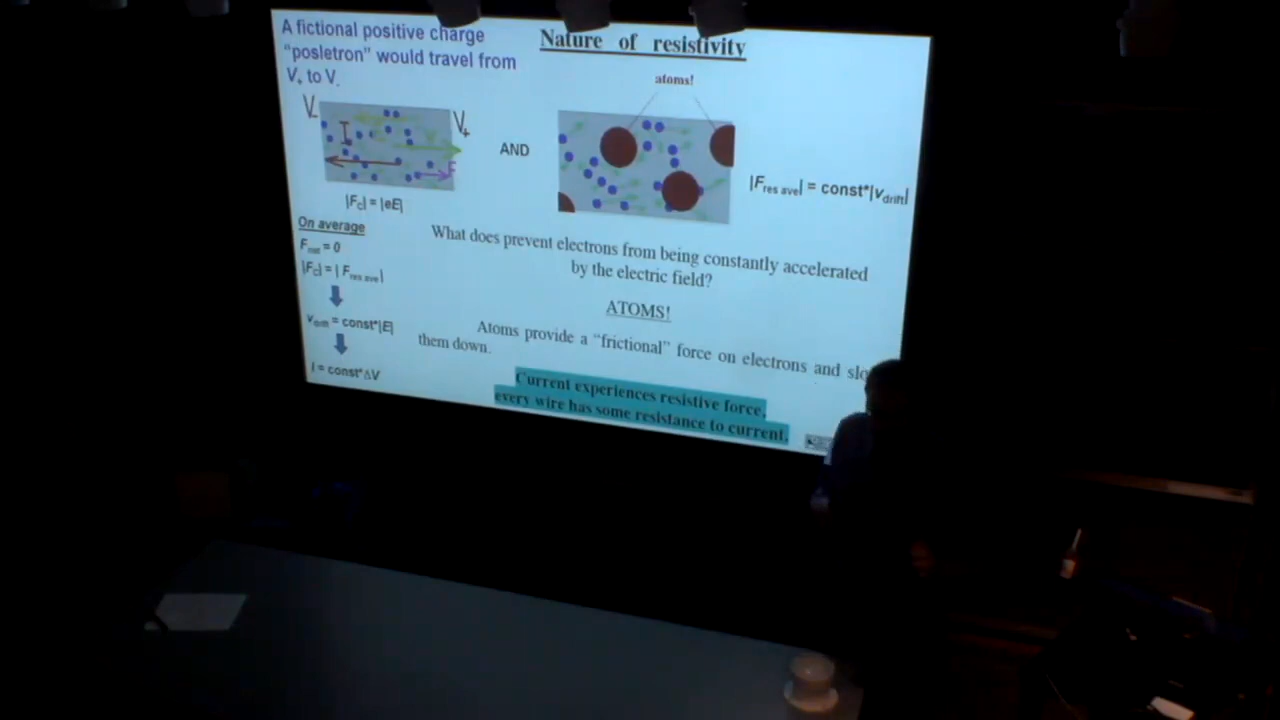 A fictional positive charge
“posletron” would travel from
V+ to V-
Nature of resistivity
atoms!
V-
V+
I
F
AND
|Fres ave| = const*|vdrift|
|FC| = |eE|
On average
Fnet = 0
|FC| = | Fres ave|
= const*|E|
I = const*ΔV
What does prevent electrons from being constantly accelerated
by the electric field?
ATOMS!
Atoms provide a “frictional” force on electrons and slo
them down.
Current experiences resistive force,
every wire has some resistance to current.